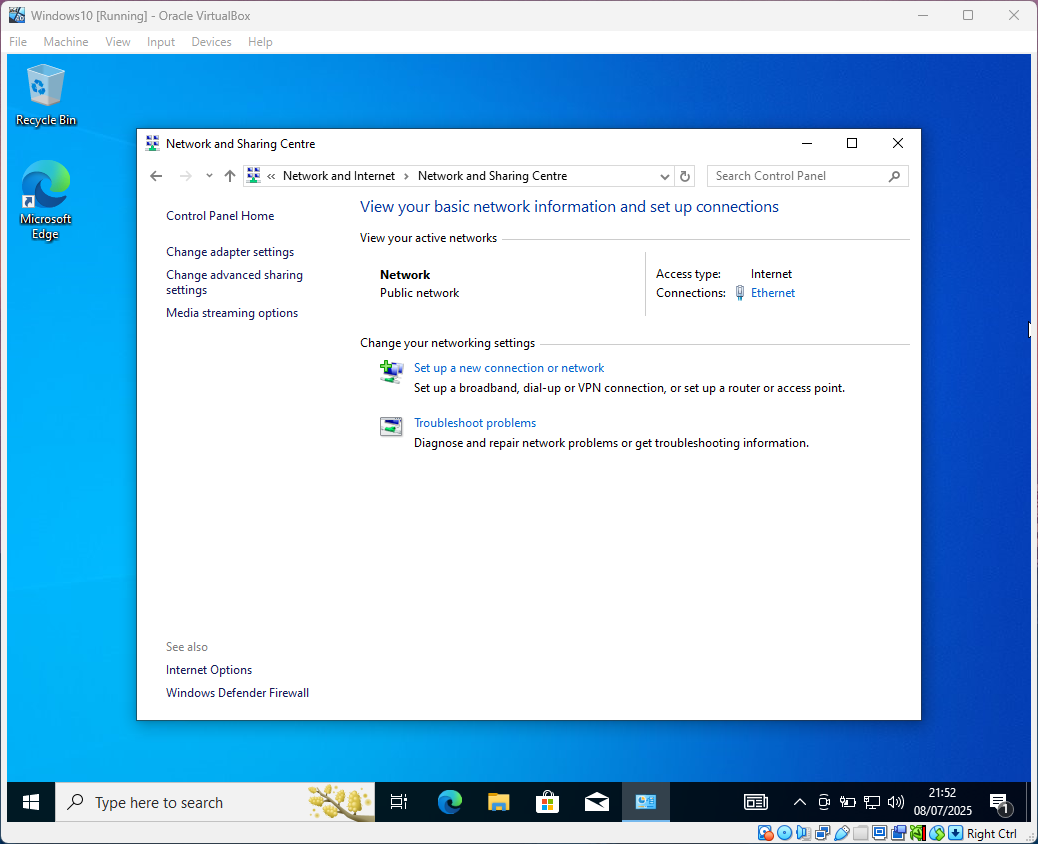 Windows10 [Running] - Oracle VirtualBox
File Machine View Input Devices Help
Recycle Bin
Microsoft
Edge
Network and Sharing Centre
« Network and Internet › Network and Sharing Centre
Search Control Panel
Control Panel Home
Change adapter settings
Change advanced sharing
settings
Media streaming options
View your basic network information and set up connections
View your active networks
Network
Public network
Access type: Internet
Connections: Ethernet
Change your networking settings
Set up a new connection or network
Set up a broadband, dial-up or VPN connection, or set up a router or access point.
Troubleshoot problems
Diagnose and repair network problems or get troubleshooting information.
See also
Internet Options
Windows Defender Firewall
Type here to search
21:52
08/07/2025
1
Right Ctrl